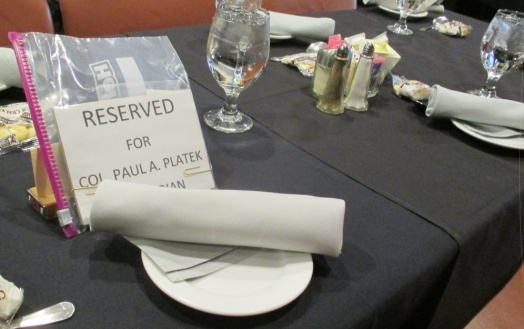 RESERVED
FOR
COL PAUL A. PLATEK